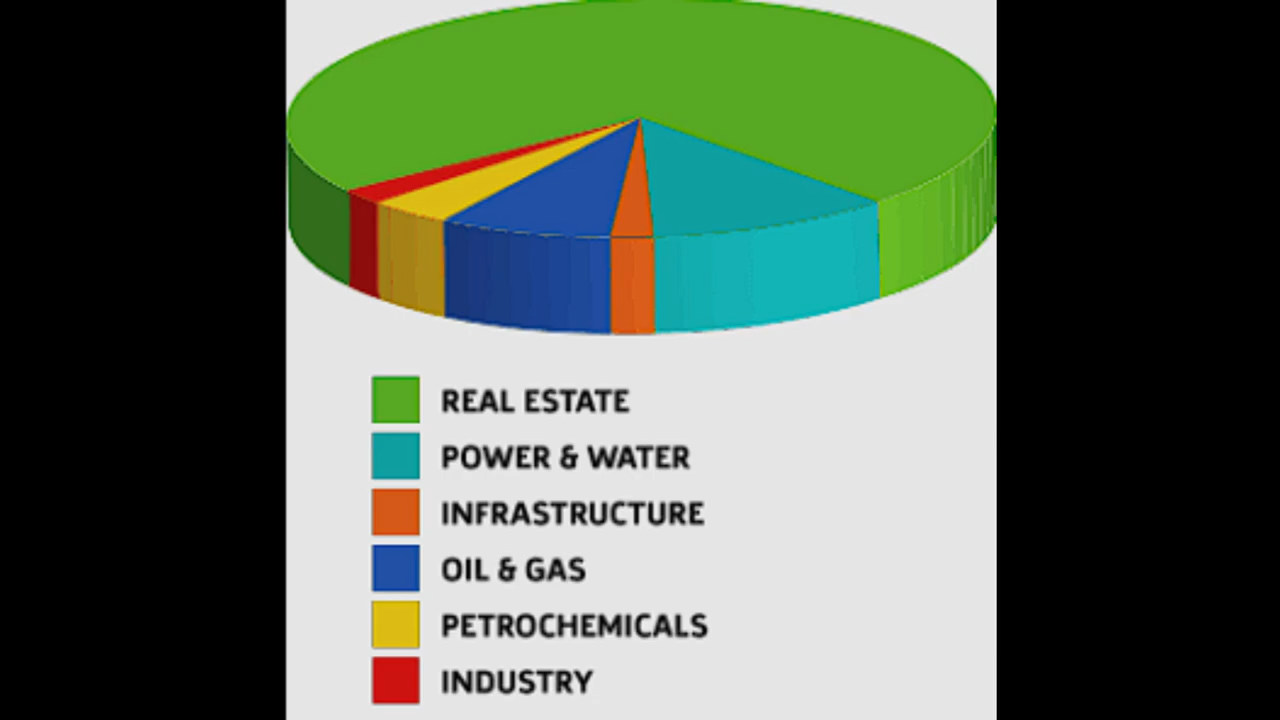 REAL ESTATE
POWER & WATER
INFRASTRUCTURE
OIL & GAS
PETROCHEMICALS
INDUSTRY